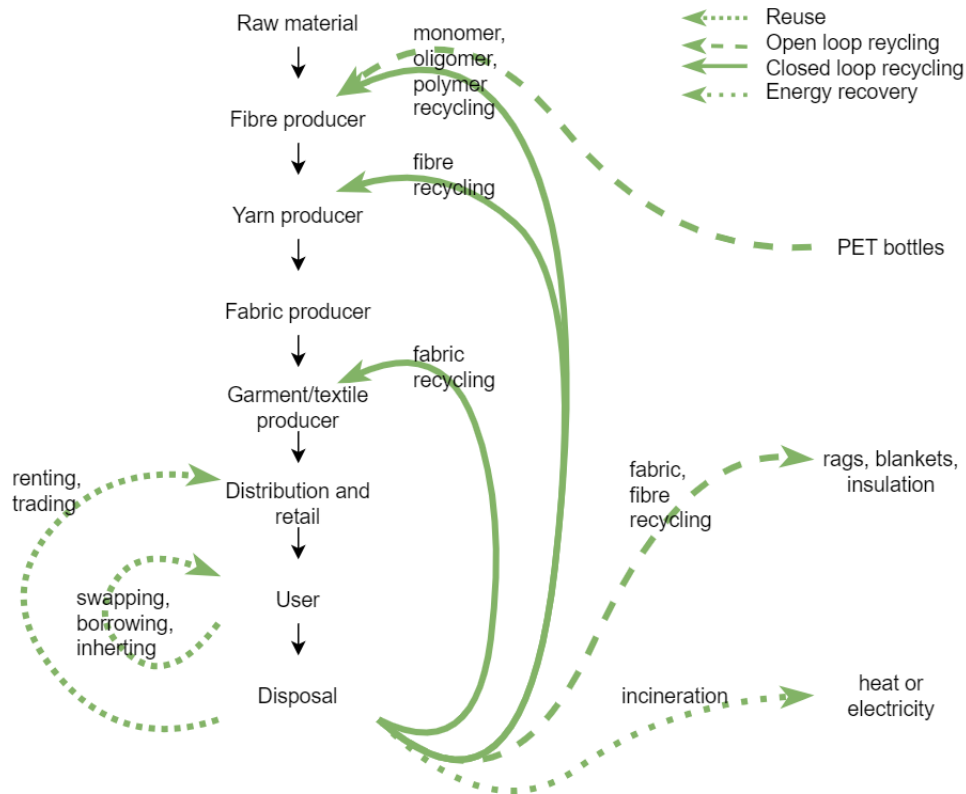 Raw material
monomer,
oligomer,
polymer
recycling
Reuse
Open loop reycling
Closed loop recycling
Energy recovery
Fibre producer
fibre
recycling
Yarn producer
PET bottles
Fabric producer
fabric
recycling
Garment/textile
producer
renting,
trading
Distribution and
retail
fabric,
fibre
recycling
rags, blankets,
insulation
swapping,
borrowing,
inherting
User
Disposal
incineration
heat or
electricity